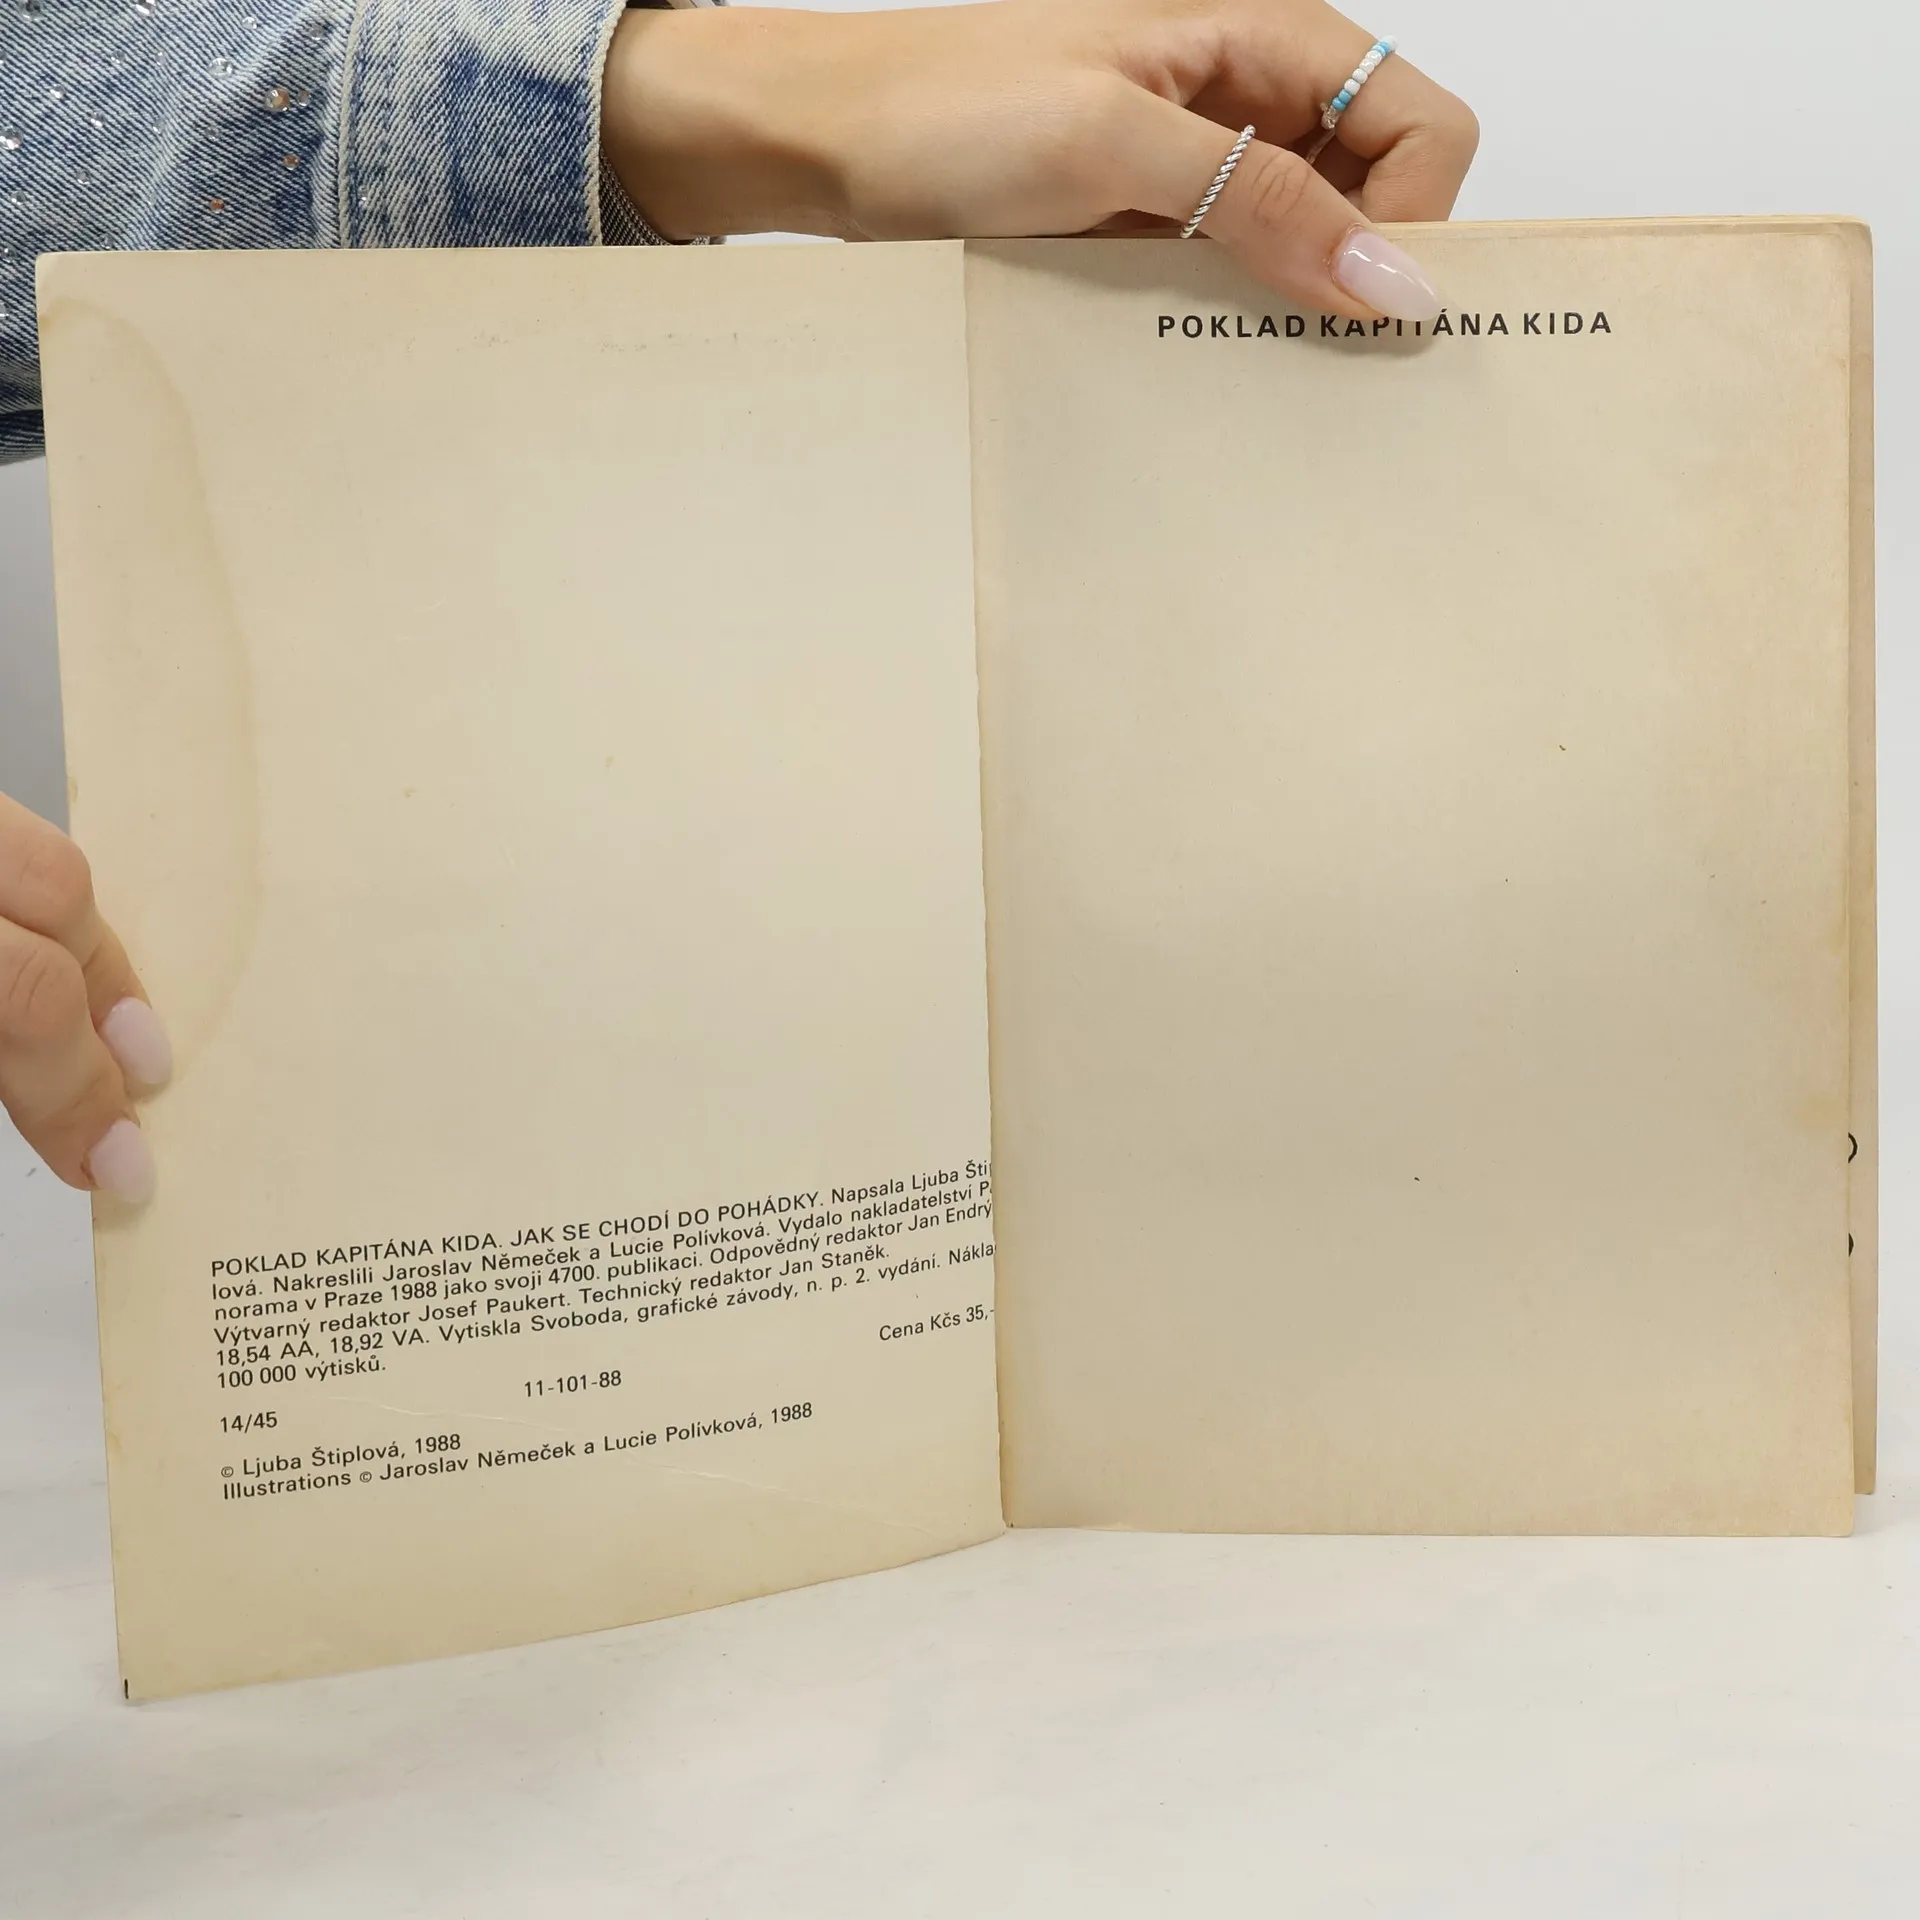 POKLAD KAPITÁNA KIDA. JAK SE CHODÍ DO POHÁDKY. Napsala Ljuba Štip
lová. Nakreslili Jaroslav Němeček a Lucie Polívková. Vydalo nakladatelství Pa
norama v Praze 1988 jako svoji 4700. publikaci. Odpovědný redaktor Jan Endrý
Výtvarný redaktor Josef Paukert. Technický redaktor Jan Staněk.
18,54 AA, 18,92 VA. Vytiskla Svoboda, grafické závody, n. p. 2. vydání. Nákla
100 000 výtisků.
Cena Kčs 35,-
11-101-88
14/45
© Ljuba Štiplová, 1988
Illustrations © Jaroslav Němeček a Lucie Polívková, 1988
POKLAD KAPITÁNA KIDA